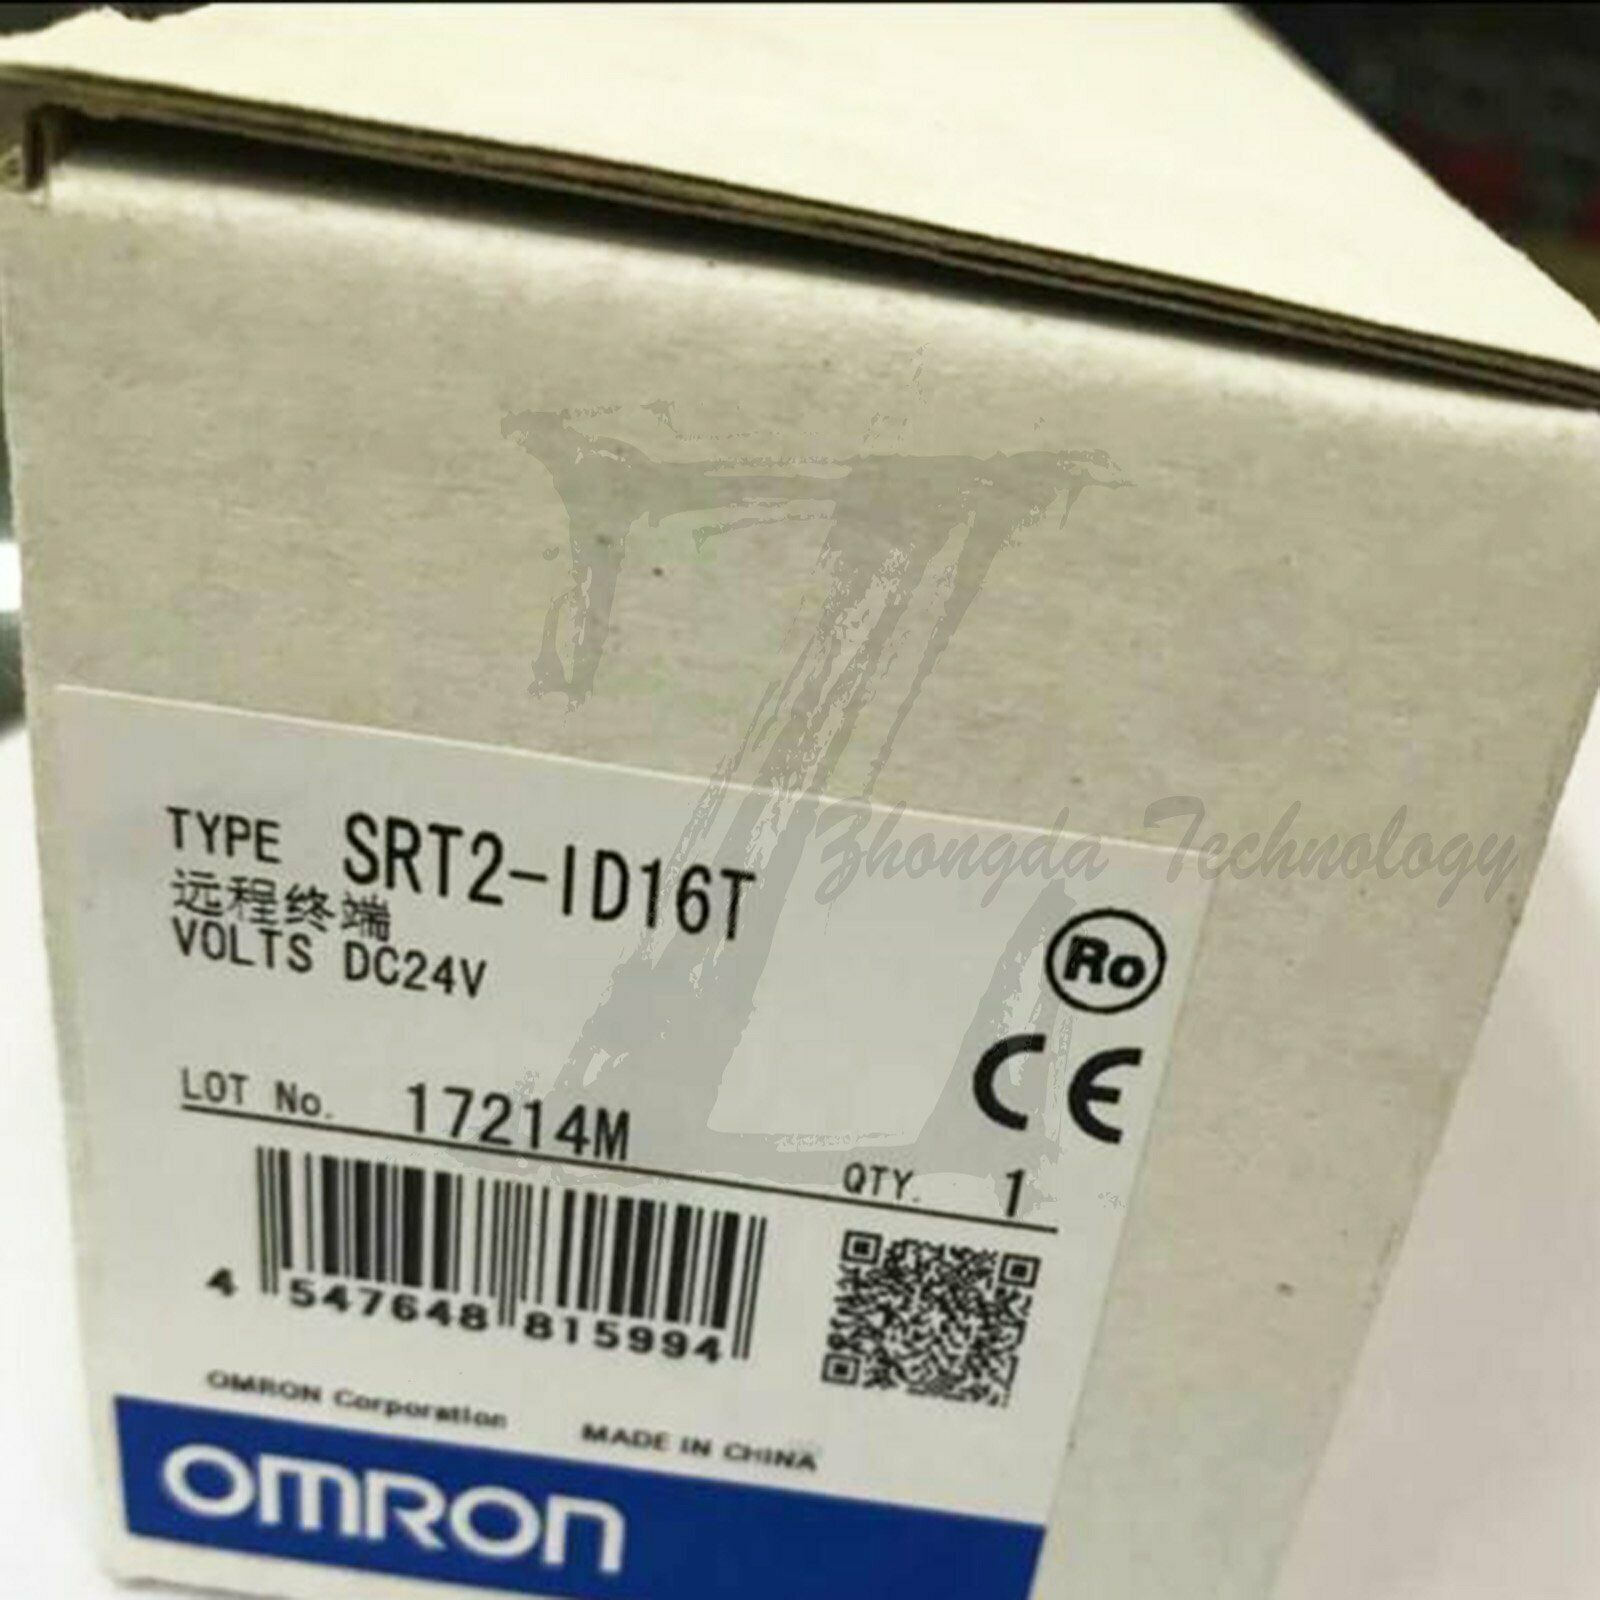 TYPE SRT2-ID16T
远程终端
VOLTS DC24V
Ro
CE
LOT No. 17214M
QTY. 1
4 547648 815994
OMRON Corporation MADE IN CHINA
OMRON
Zhongda Technology